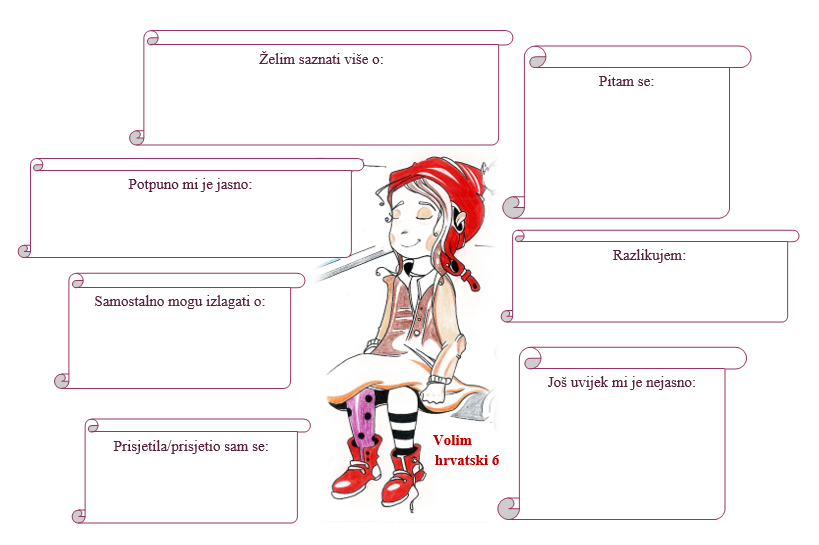 Želim saznati više o:
Pitam se:
Potpuno mi je jasno:
Razlikujem:
Samostalno mogu izlagati o:
Još uvijek mi je nejasno:
Prisjetila/prisjetio sam se:
Volim
hrvatski 6